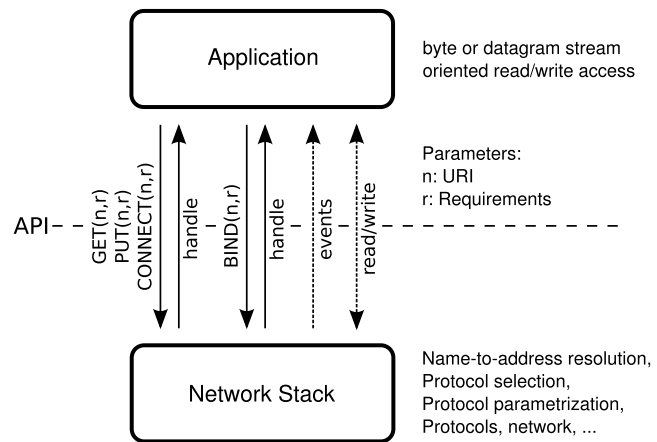 Application
byte or datagram stream
oriented read/write access
Parameters:
n: URI
r: Requirements
API
GET(n,r)
PUT(n,r)
CONNECT(n,r)
handle
BIND(n,r)
handle
events
read/write
Network Stack
Name-to-address resolution,
Protocol selection,
Protocol parametrization,
Protocols, network, ...